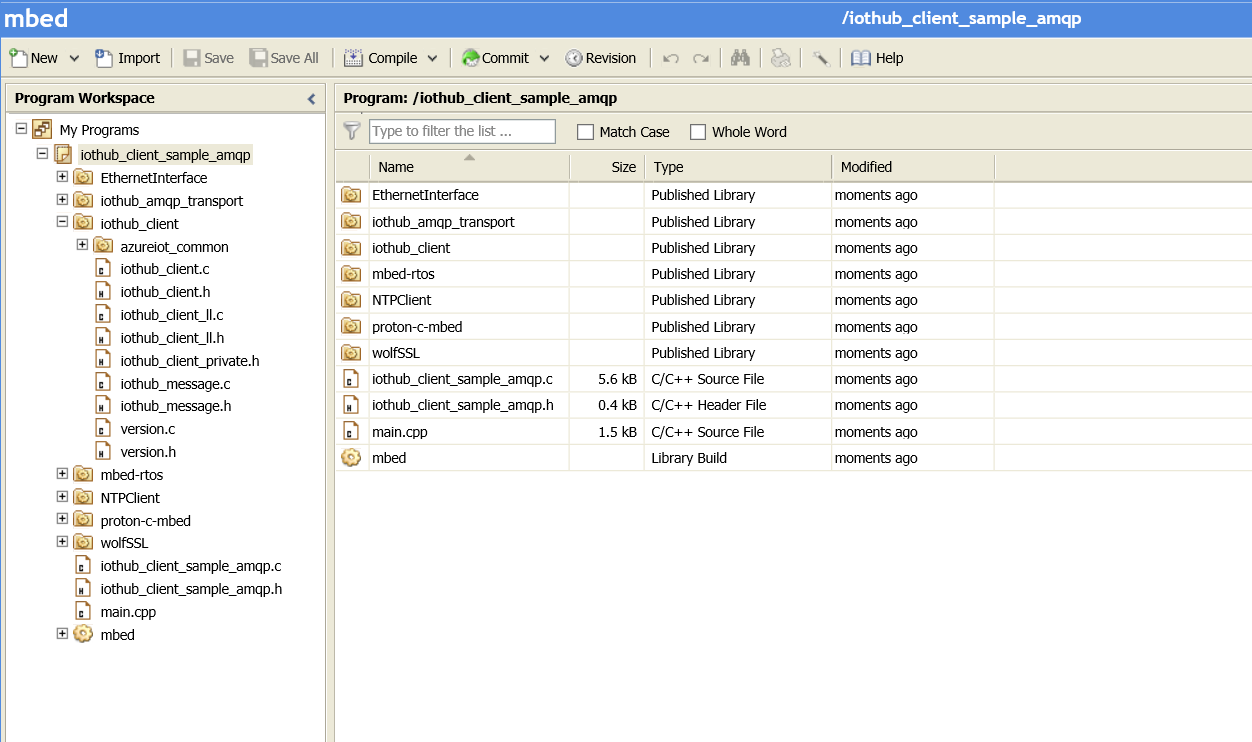 mbed /iothub_client_sample_amqp
New Import Save Save All Compile Commit Revision Help
Program Workspace
My Programs
iothub_client_sample_amqp
EthernetInterface
iothub_amqp_transport
iothub_client
azureiot_common
iothub_client.c
iothub_client.h
iothub_client_ll.c
iothub_client_ll.h
iothub_client_private.h
iothub_message.c
iothub_message.h
version.c
version.h
mbed-rtos
NTPClient
proton-c-mbed
wolfSSL
iothub_client_sample_amqp.c
iothub_client_sample_amqp.h
main.cpp
mbed
Program: /iothub_client_sample_amqp
Type to filter the list ... Match Case Whole Word
Name Size Type Modified
EthernetInterface Published Library moments ago
iothub_amqp_transport Published Library moments ago
iothub_client Published Library moments ago
mbed-rtos Published Library moments ago
NTPClient Published Library moments ago
proton-c-mbed Published Library moments ago
wolfSSL Published Library moments ago
iothub_client_sample_amqp.c 5.6 kB C/C++ Source File moments ago
iothub_client_sample_amqp.h 0.4 kB C/C++ Header File moments ago
main.cpp 1.5 kB C/C++ Source File moments ago
mbed Library Build moments ago